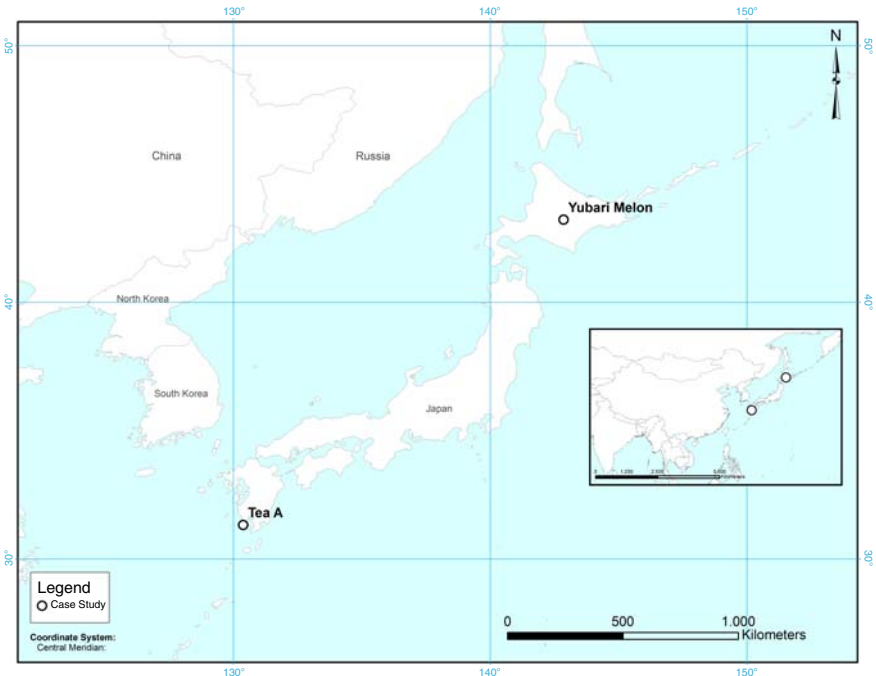 130° 140° 150°
50° 50°
N
China
Russia
Yubari Melon
40° 40°
North Korea
South Korea
Japan
Tea A
30° 30°
Legend
Case Study
Coordinate System:
Central Meridian:
0 500 1.000
Kilometers
130° 140° 150°